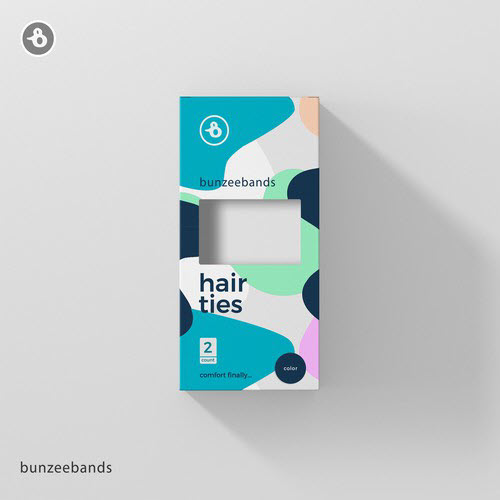 bunzeebands
hair
ties
2
count
comfort finally...
color
bunzeebands